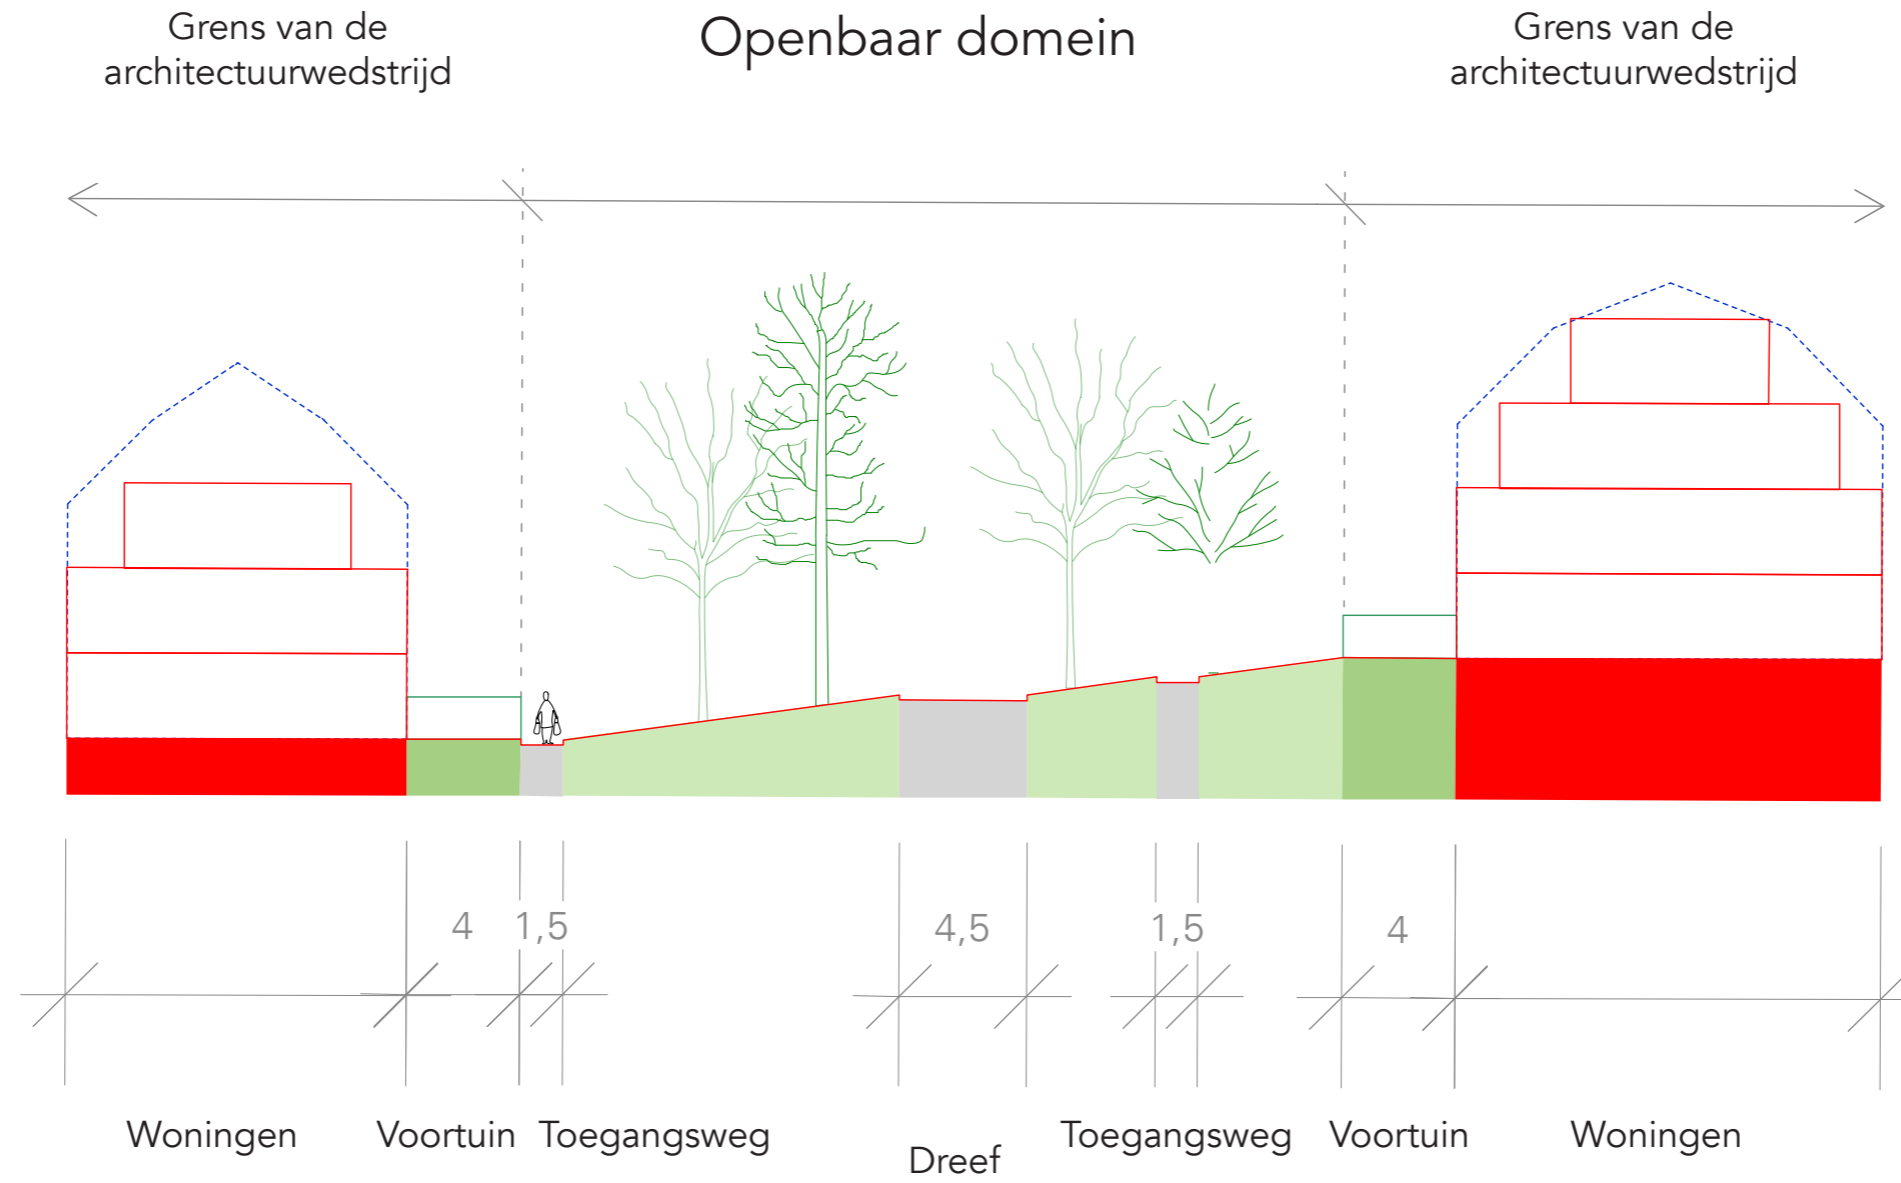 Grens van de
architectuurwedstrijd
Openbaar domein
Grens van de
architectuurwedstrijd
4
1,5
4,5
1,5
4
Woningen
Voortuin
Toegangsweg
Dreef
Toegangsweg
Voortuin
Woningen